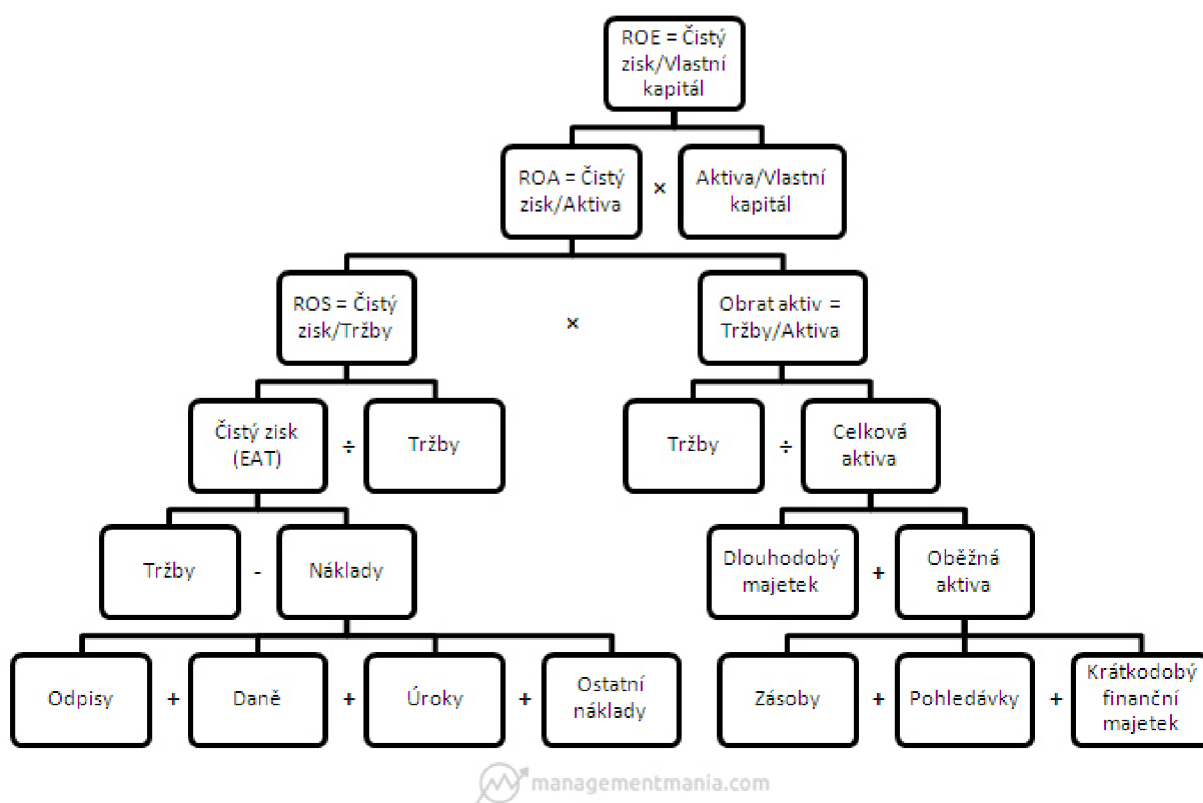 ROE = Čistý
zisk/Vlastní
kapitál
ROA = Čistý
zisk/Aktiva
×
Aktiva/Vlastní
kapitál
ROS = Čistý
zisk/Tržby
×
Obrat aktiv =
Tržby/Aktiva
Čistý zisk
(EAT)
÷
Tržby
Tržby
÷
Celková
aktiva
Tržby
-
Náklady
Dlouhodobý
majetek
+
Oběžná
aktiva
Odpisy
+
Daně
+
Úroky
+
Ostatní
náklady
Zásoby
+
Pohledávky
+
Krátkodobý
finanční
majetek
managementmania.com